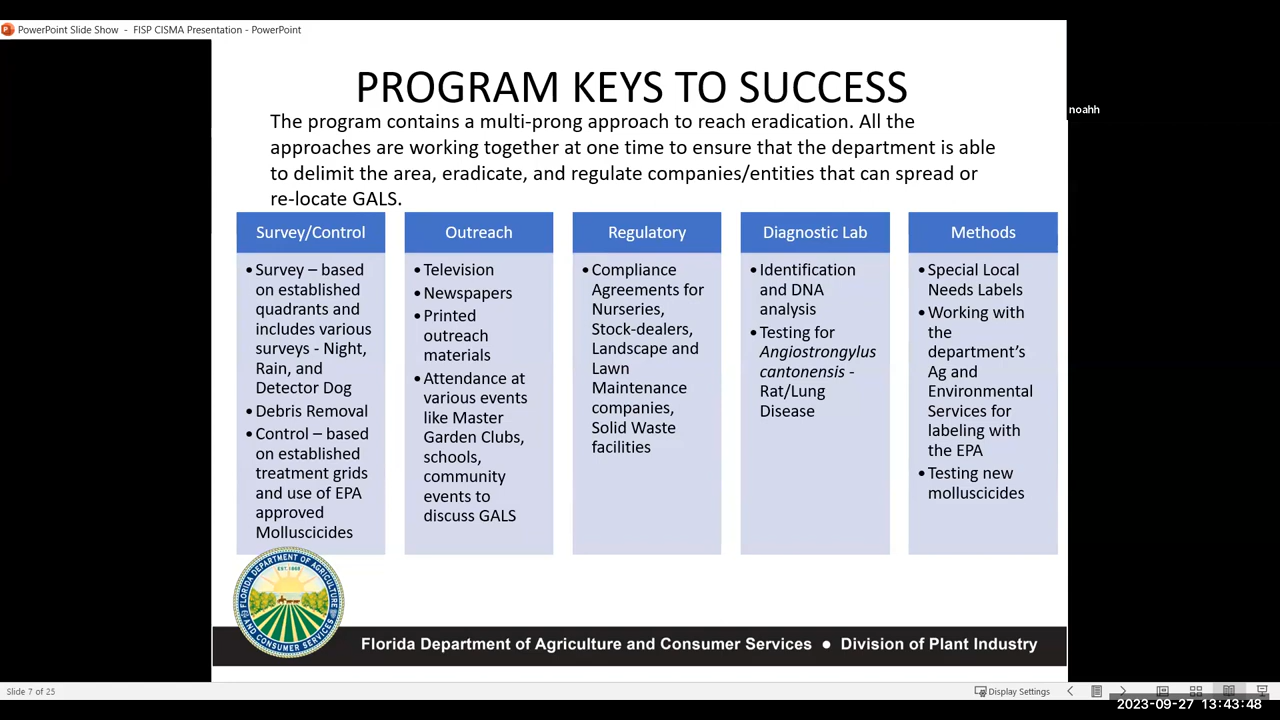 PowerPoint Slide Show - FISP CISMA Presentation - PowerPoint
noahh
PROGRAM KEYS TO SUCCESS
The program contains a multi-prong approach to reach eradication. All the
approaches are working together at one time to ensure that the department is able
to delimit the area, eradicate, and regulate companies/entities that can spread or
re-locate GALS.
Survey/Control
• Survey – based
on established
quadrants and
includes various
surveys - Night,
Rain, and
Detector Dog
• Debris Removal
• Control – based
on established
treatment grids
and use of EPA
approved
Molluscicides
Outreach
• Television
• Newspapers
• Printed
outreach
materials
• Attendance at
various events
like Master
Garden Clubs,
schools,
community
events to
discuss GALS
Regulatory
• Compliance
Agreements for
Nurseries,
Stock-dealers,
Landscape and
Lawn
Maintenance
companies,
Solid Waste
facilities
Diagnostic Lab
• Identification
and DNA
analysis
• Testing for
Angiostrongylus
cantonensis -
Rat/Lung
Disease
Methods
• Special Local
Needs Labels
• Working with
the
department's
Ag and
Environmental
Services for
labeling with
the EPA
• Testing new
molluscicides
FLORIDA DEPARTMENT OF AGRICULTURE
AND CONSUMER SERVICES
EST. 1868
Florida Department of Agriculture and Consumer Services • Division of Plant Industry
Slide 7 of 25
Display Settings
2023-09-27 13:43:48